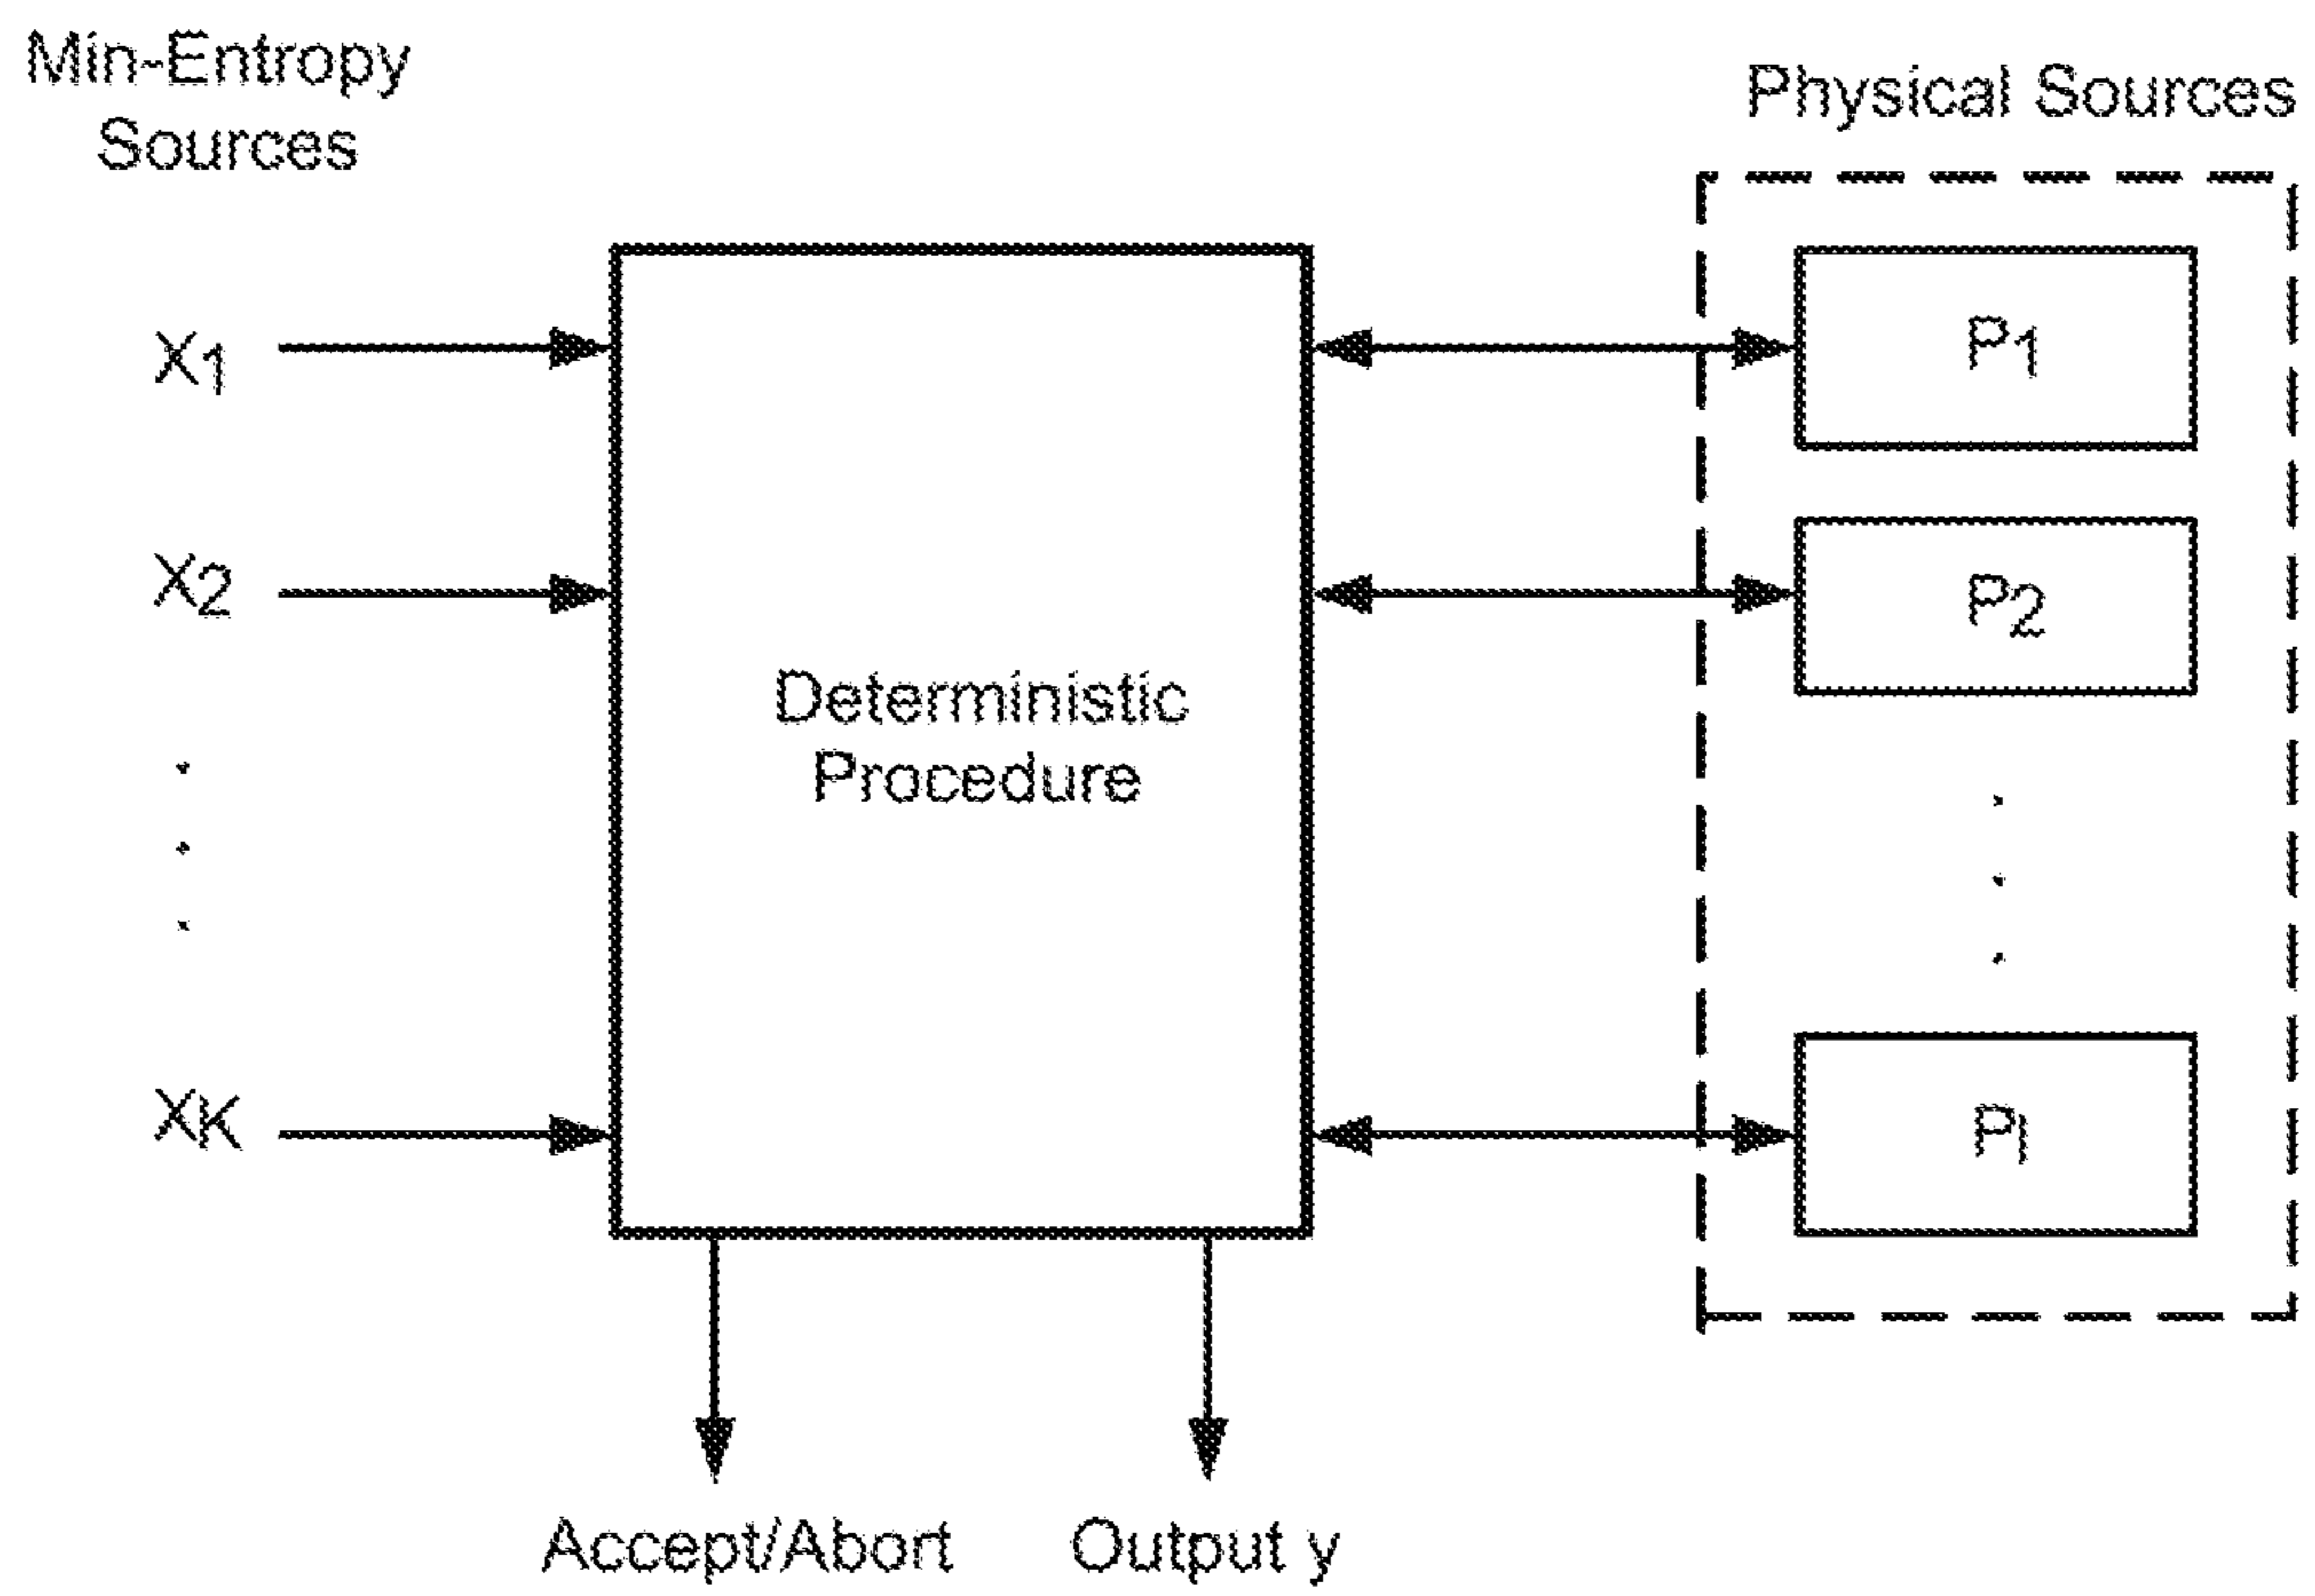 Min-Entropy
Sources
Physical Sources
X1
P1
X2
P2
Deterministic
Procedure
XK
Pl
Accept/Abort
Output y